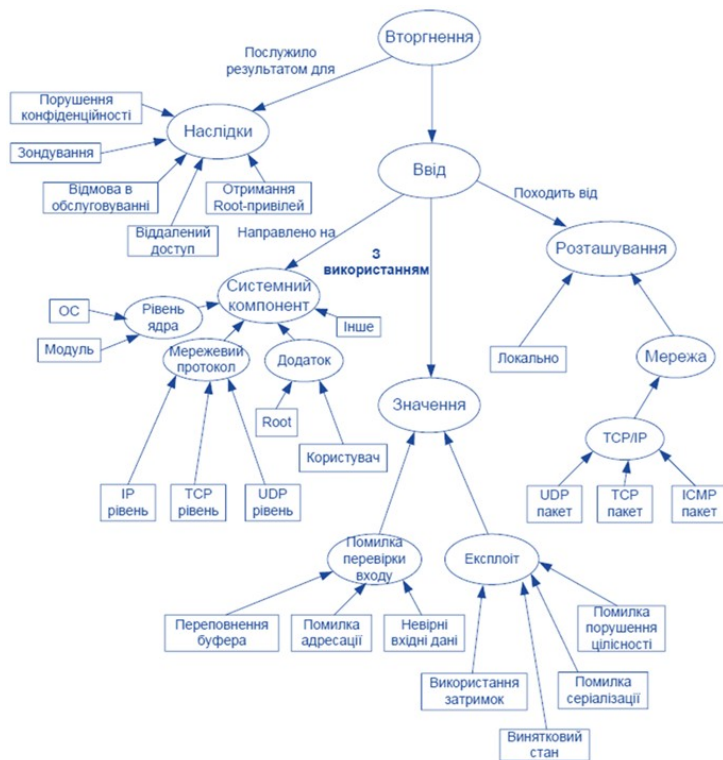 Вторгнення
Послужило
результатом для
Порушення
конфіденційності
Наслідки
Зондування
Відмова в
обслуговуванні
Отримання
Root-привілей
Віддалений
доступ
Ввід
Походить від
Направлено на
З
використанням
Розташування
Системний
компонент
ОС
Рівень
ядра
Інше
Модуль
Мережевий
протокол
Додаток
Локально
Мережа
Root
Значення
Користувач
TCP/IP
IP
рівень
TCP
рівень
UDP
рівень
UDP
пакет
TCP
пакет
ICMP
пакет
Помилка
перевірки
входу
Експлоіт
Переповнення
буфера
Помилка
адресації
Невірні
вхідні дані
Помилка
порушення
цілісності
Використання
затримок
Помилка
серіалізації
Винятковий
стан